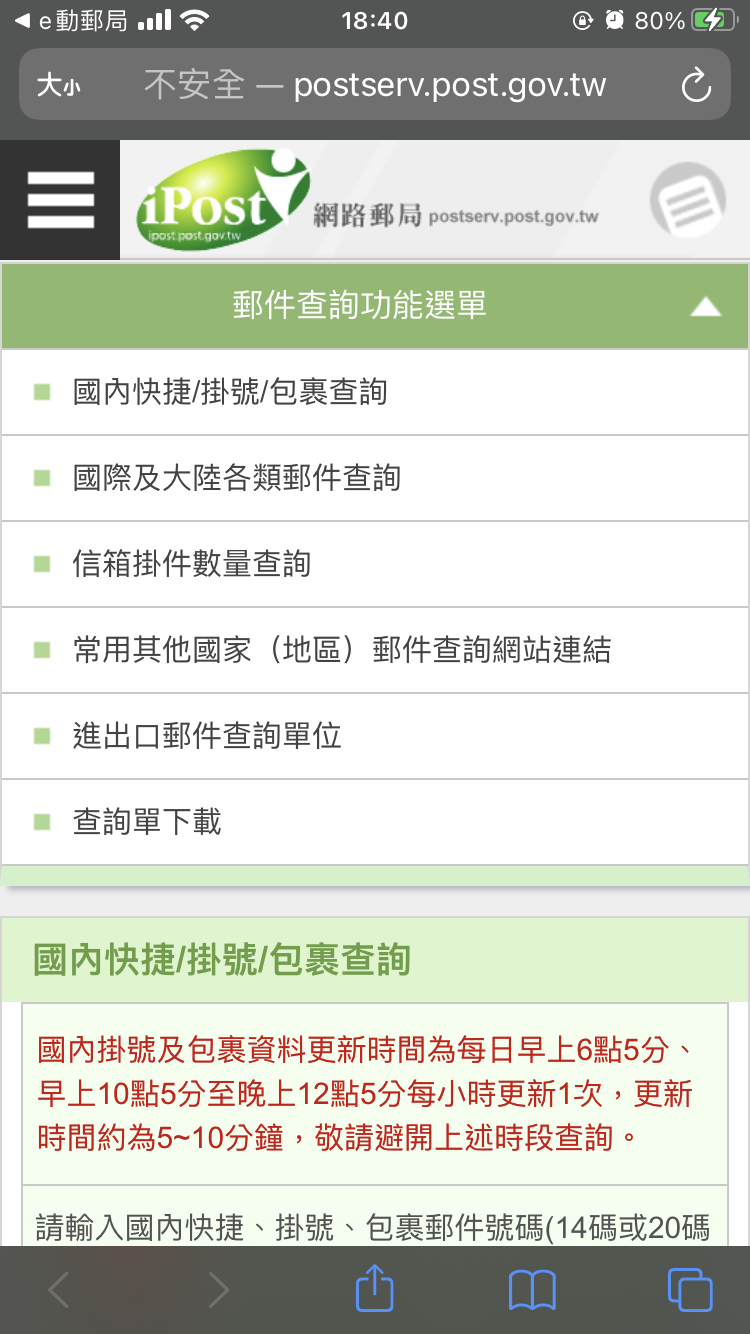 e動郵局 18:40 80%
大小 不安全 — postserv.post.gov.tw
iPost
ipost.post.gov.tw
網路郵局 postserv.post.gov.tw
郵件查詢功能選單
國內快捷/掛號/包裹查詢
國際及大陸各類郵件查詢
信箱掛件數量查詢
常用其他國家（地區）郵件查詢網站連結
進出口郵件查詢單位
查詢單下載
國內快捷/掛號/包裹查詢
國內掛號及包裹資料更新時間為每日早上6點5分、
早上10點5分至晚上12點5分每小時更新1次，更新
時間約為5~10分鐘，敬請避開上述時段查詢。
請輸入國內快捷、掛號、包裹郵件號碼(14碼或20碼